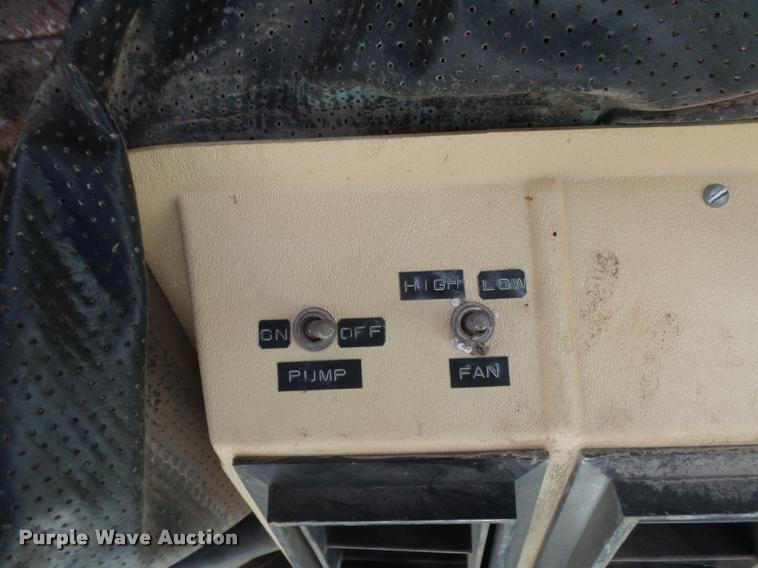 HIGH LOW
ON OFF
PUMP FAN
Purple Wave Auction